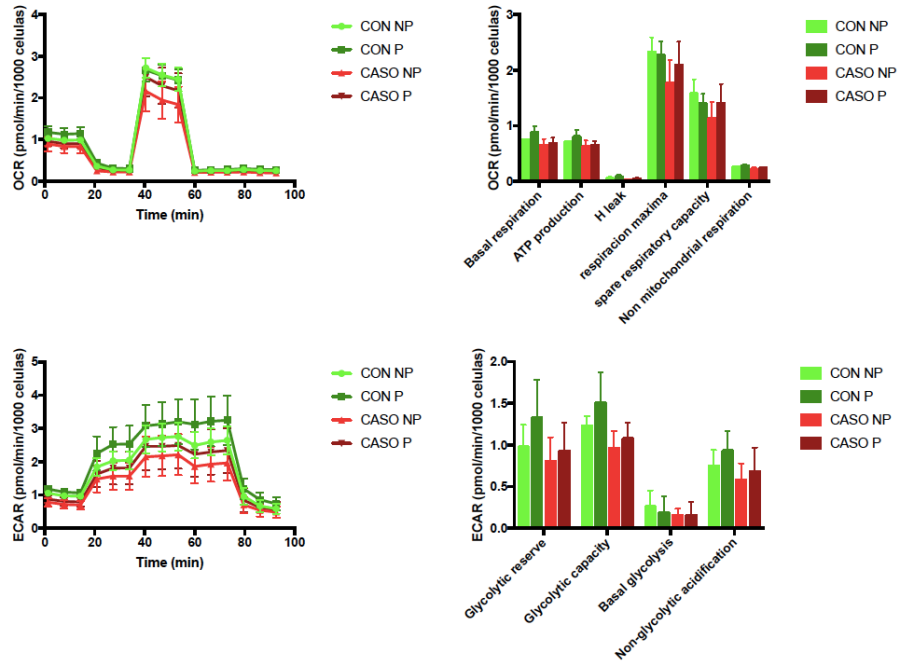 OCR (pmol/min/1000 celulas)
4
3
2
1
0
0
20
40
60
80
100
Time (min)
CON NP
CON P
CASO NP
CASO P
OCR (pmol/min/1000 celulas)
3
2
1
0
Basal respiration
ATP production
H leak
respiracion maxima
spare respiratory capacity
Non mitochondrial respiration
CON NP
CON P
CASO NP
CASO P
ECAR (pmol/min/1000 celulas)
5
4
3
2
1
0
0
20
40
60
80
100
Time (min)
CON NP
CON P
CASO NP
CASO P
ECAR (pmol/min/1000 celulas)
2.0
1.5
1.0
0.5
0.0
Glycolytic reserve
Glycolytic capacity
Basal glycolysis
Non-glycolytic acidification
CON NP
CON P
CASO NP
CASO P